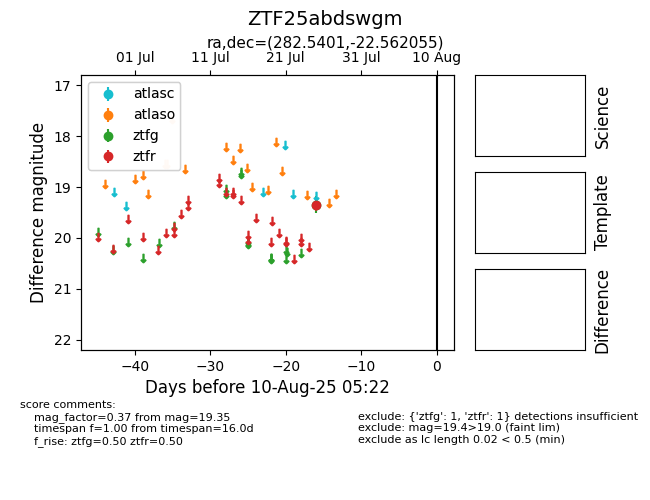 ZTF25abdswgm
ra,dec=(282.5401,-22.562055)
01 Jul 11 Jul 21 Jul 31 Jul 10 Aug
atlasc
atlaso
ztfg
ztfr
17
18
19
20
21
22
Difference magnitude
−40 −30 −20 −10 0
Days before 10-Aug-25 05:22
Science
Template
Difference
score comments:
mag_factor=0.37 from mag=19.35
timespan f=1.00 from timespan=16.0d
f_rise: ztfg=0.50 ztfr=0.50
exclude: {'ztfg': 1, 'ztfr': 1} detections insufficient
exclude: mag=19.4>19.0 (faint lim)
exclude as lc length 0.02 < 0.5 (min)